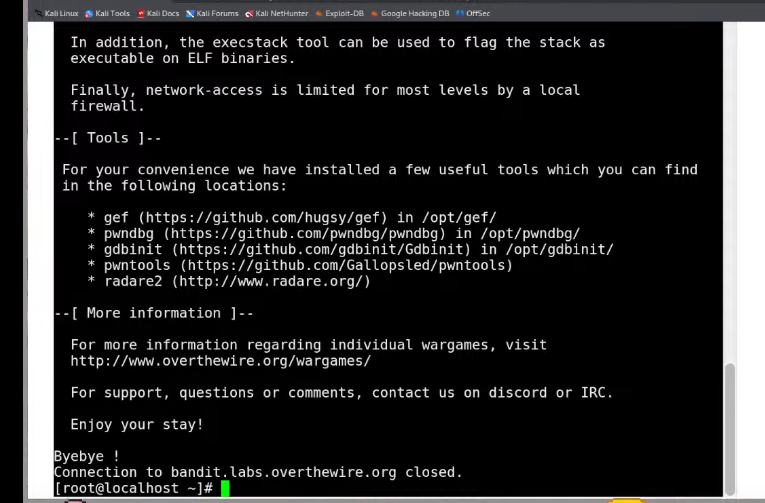 Kali Linux Kali Tools Kali Docs Kali Forums Kali NetHunter Exploit-DB Google Hacking DB OffSec
In addition, the execstack tool can be used to flag the stack as
executable on ELF binaries.
Finally, network-access is limited for most levels by a local
firewall.
--[ Tools ]--
For your convenience we have installed a few useful tools which you can find
in the following locations:
* gef (https://github.com/hugsy/gef) in /opt/gef/
* pwndbg (https://github.com/pwndbg/pwndbg) in /opt/pwndbg/
* gdbinit (https://github.com/gdbinit/Gdbinit) in /opt/gdbinit/
* pwntools (https://github.com/Gallopsled/pwntools)
* radare2 (http://www.radare.org/)
--[ More information ]--
For more information regarding individual wargames, visit
http://www.overthewire.org/wargames/
For support, questions or comments, contact us on discord or IRC.
Enjoy your stay!
Byebye !
Connection to bandit.labs.overthewire.org closed.
[root@localhost ~]#